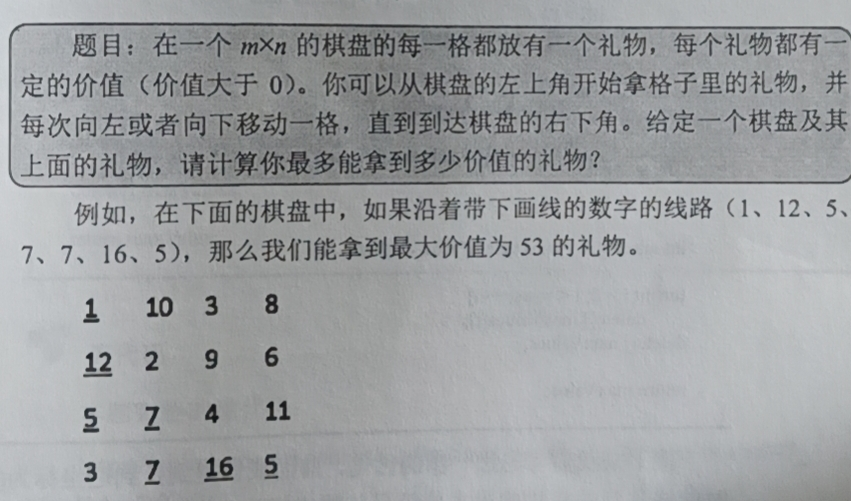 题目：在一个 m×n 的棋盘的每一格都放有一个礼物，每个礼物都有一
定的价值（价值大于 0）。你可以从棋盘的左上角开始拿格子里的礼物，并
每次向左或者向下移动一格，直到到达棋盘的右下角。给定一个棋盘及其
上面的礼物，请计算你最多能拿到多少价值的礼物？
例如，在下面的棋盘中，如果沿着带下画线的数字的线路（1、12、5、
7、7、16、5），那么我们能拿到最大价值为 53 的礼物。
1 10 3 8
12 2 9 6
5 7 4 11
3 7 16 5